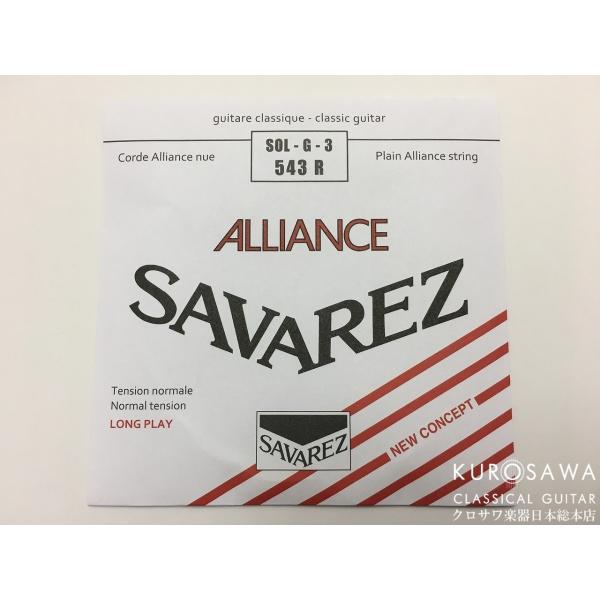 guitare classique - classic guitar
SOL - G - 3
543 R
Corde Alliance nue
Plain Alliance string
ALLIANCE
SAVAREZ
Tension normale
Normal tension
LONG PLAY
SAVAREZ
NEW CONCEPT
KUROSAWA
CLASSICAL GUITAR
クロサワ楽器日本総本店